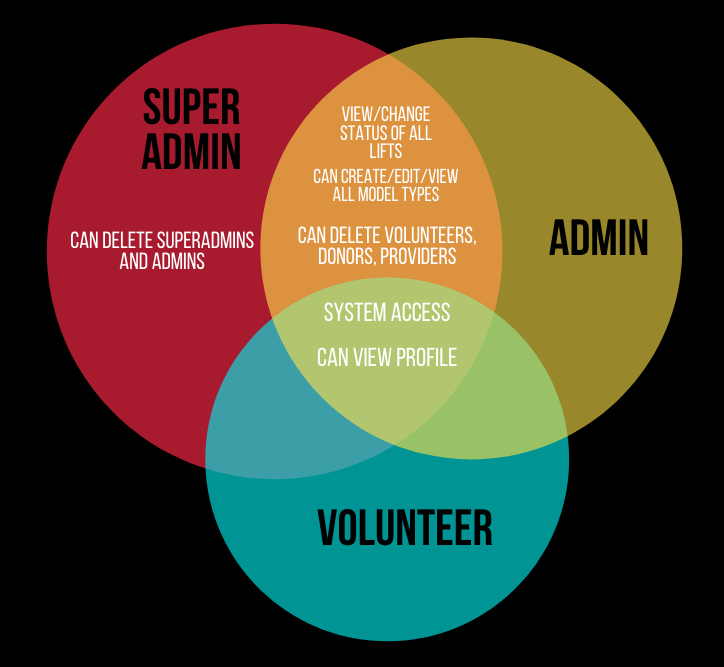 SUPER
ADMIN
VIEW/CHANGE
STATUS OF ALL
LIFTS
CAN CREATE/EDIT/VIEW
ALL MODEL TYPES
CAN DELETE SUPERADMINS
AND ADMINS
CAN DELETE VOLUNTEERS,
DONORS, PROVIDERS
ADMIN
SYSTEM ACCESS
CAN VIEW PROFILE
VOLUNTEER